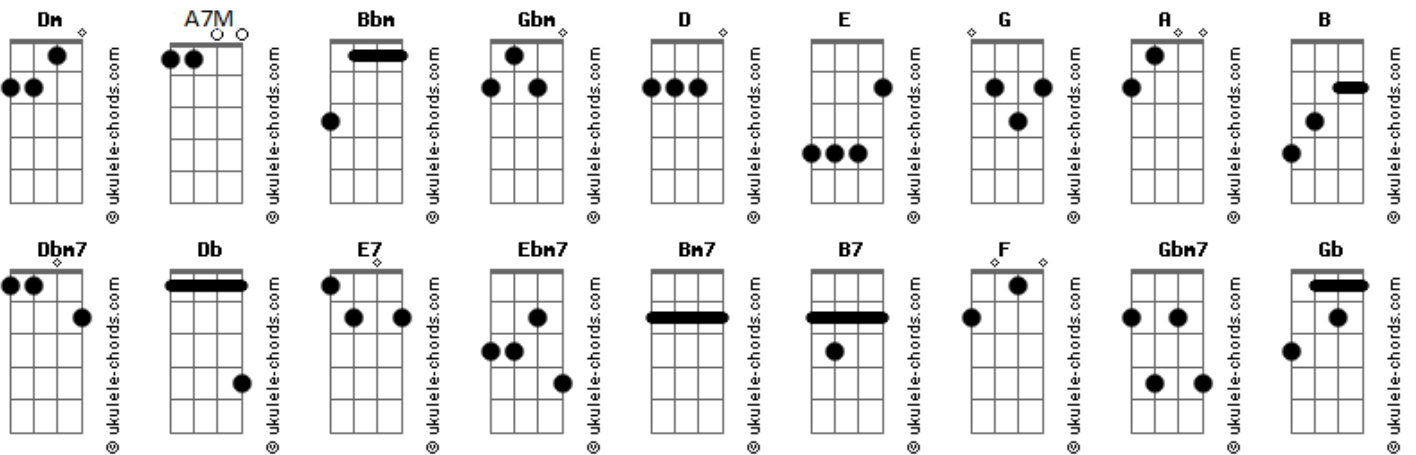 Dm A7M Bbm Gbm D E G A B
© ukulele-chords.com © ukulele-chords.com © ukulele-chords.com © ukulele-chords.com © ukulele-chords.com © ukulele-chords.com © ukulele-chords.com © ukulele-chords.com © ukulele-chords.com
Dbm7 Db E7 Ebm7 Bm7 B7 F Gbm7 Gb
© ukulele-chords.com © ukulele-chords.com © ukulele-chords.com © ukulele-chords.com © ukulele-chords.com © ukulele-chords.com © ukulele-chords.com © ukulele-chords.com © ukulele-chords.com